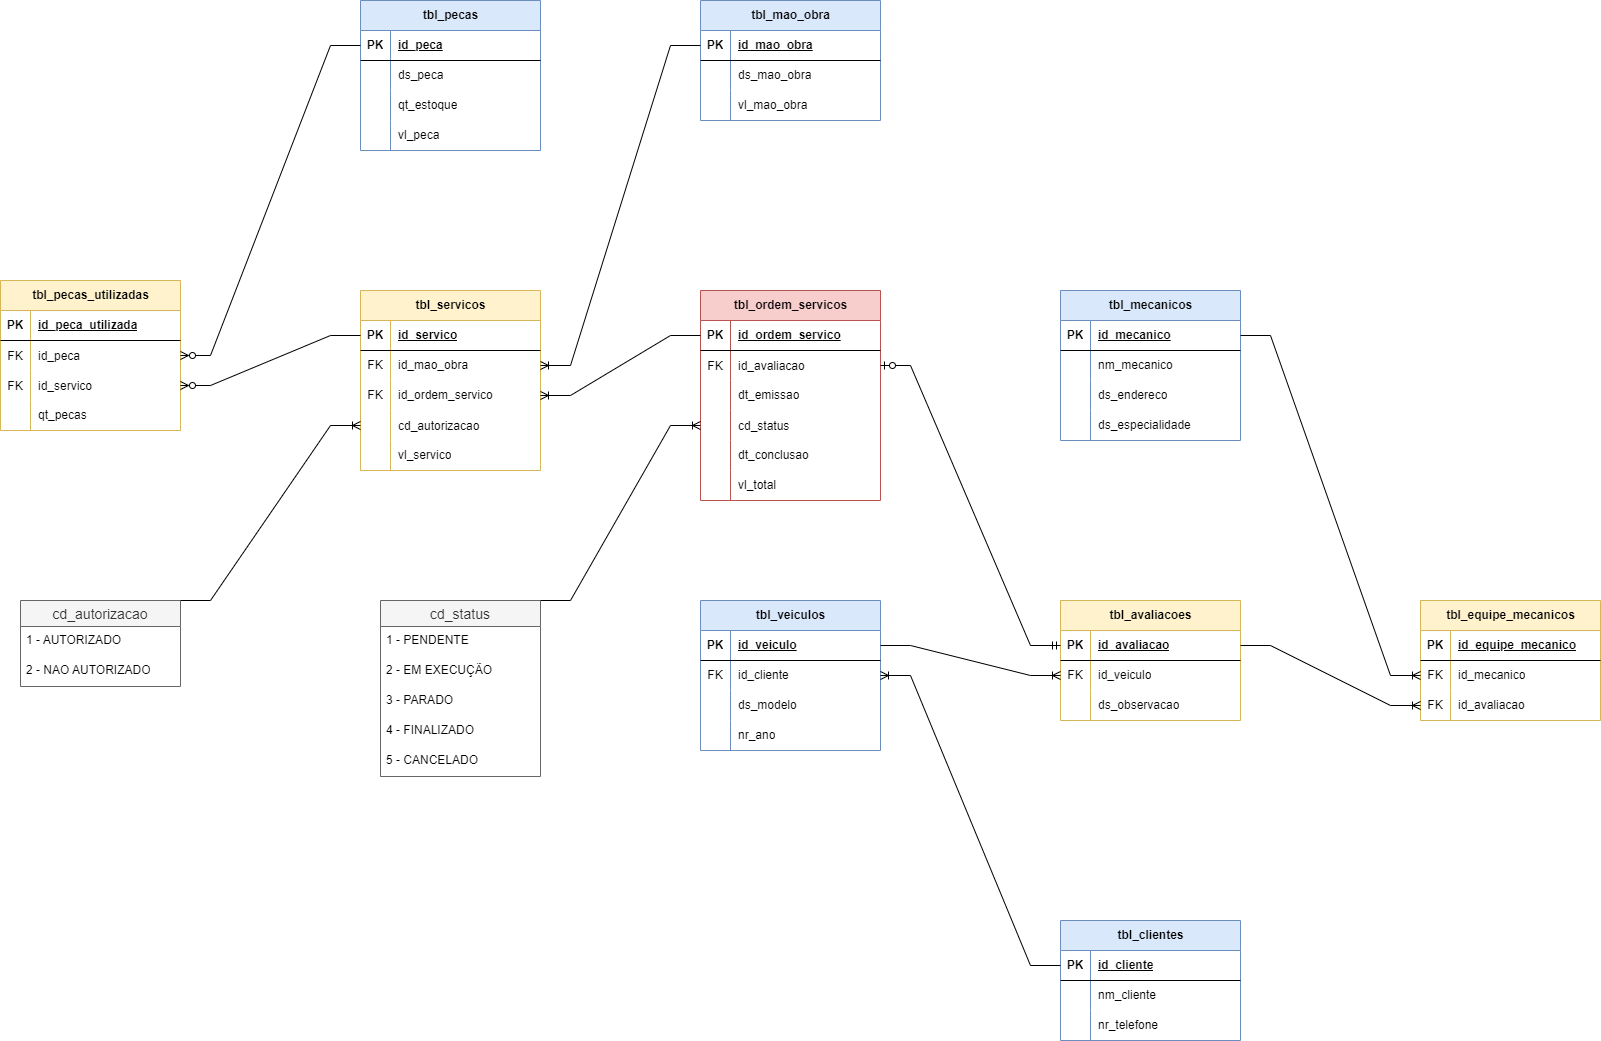 tbl_pecas
PK id_peca
ds_peca
qt_estoque
vl_peca
tbl_mao_obra
PK id_mao_obra
ds_mao_obra
vl_mao_obra
tbl_pecas_utilizadas
PK id_peca_utilizada
FK id_peca
FK id_servico
qt_pecas
tbl_servicos
PK id_servico
FK id_mao_obra
FK id_ordem_servico
cd_autorizacao
vl_servico
tbl_ordem_servicos
PK id_ordem_servico
FK id_avaliacao
dt_emissao
cd_status
dt_conclusao
vl_total
tbl_mecanicos
PK id_mecanico
nm_mecanico
ds_endereco
ds_especialidade
cd_autorizacao
1 - AUTORIZADO
2 - NAO AUTORIZADO
cd_status
1 - PENDENTE
2 - EM EXECUÇÃO
3 - PARADO
4 - FINALIZADO
5 - CANCELADO
tbl_veiculos
PK id_veiculo
FK id_cliente
ds_modelo
nr_ano
tbl_avaliacoes
PK id_avaliacao
FK id_veiculo
ds_observacao
tbl_equipe_mecanicos
PK id_equipe_mecanico
FK id_mecanico
FK id_avaliacao
tbl_clientes
PK id_cliente
nm_cliente
nr_telefone